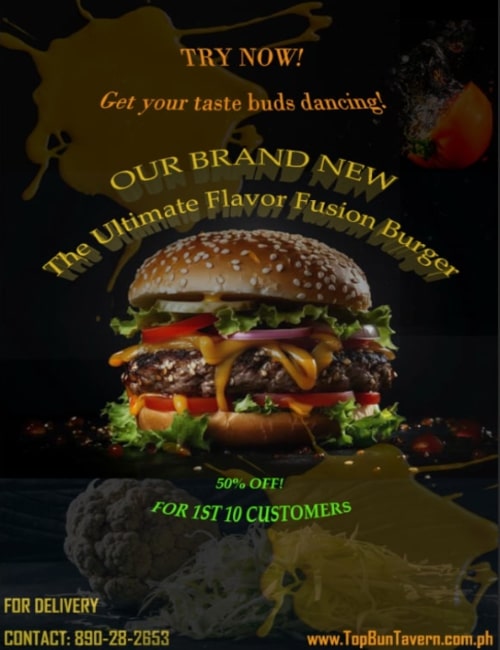 TRY NOW!
Get your taste buds dancing!
OUR BRAND NEW
The Ultimate Flavor Fusion Burger
50% OFF!
FOR 1ST 10 CUSTOMERS
FOR DELIVERY
CONTACT: 890-28-2653
www.TopBunTavern.com.ph